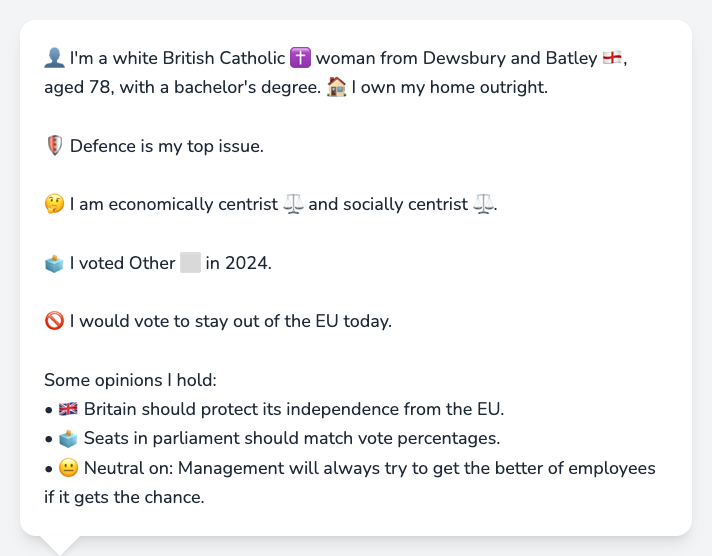 👤 I'm a white British Catholic ✝️ woman from Dewsbury and Batley 🏴󠁧󠁢󠁥󠁮󠁧󠁿,
aged 78, with a bachelor's degree. 🏠 I own my home outright.
🛡️ Defence is my top issue.
🤔 I am economically centrist ⚖️ and socially centrist ⚖️.
🗳️ I voted Other ⬜ in 2024.
🚫 I would vote to stay out of the EU today.
Some opinions I hold:
• 🇬🇧 Britain should protect its independence from the EU.
• 🗳️ Seats in parliament should match vote percentages.
• 😐 Neutral on: Management will always try to get the better of employees
if it gets the chance.